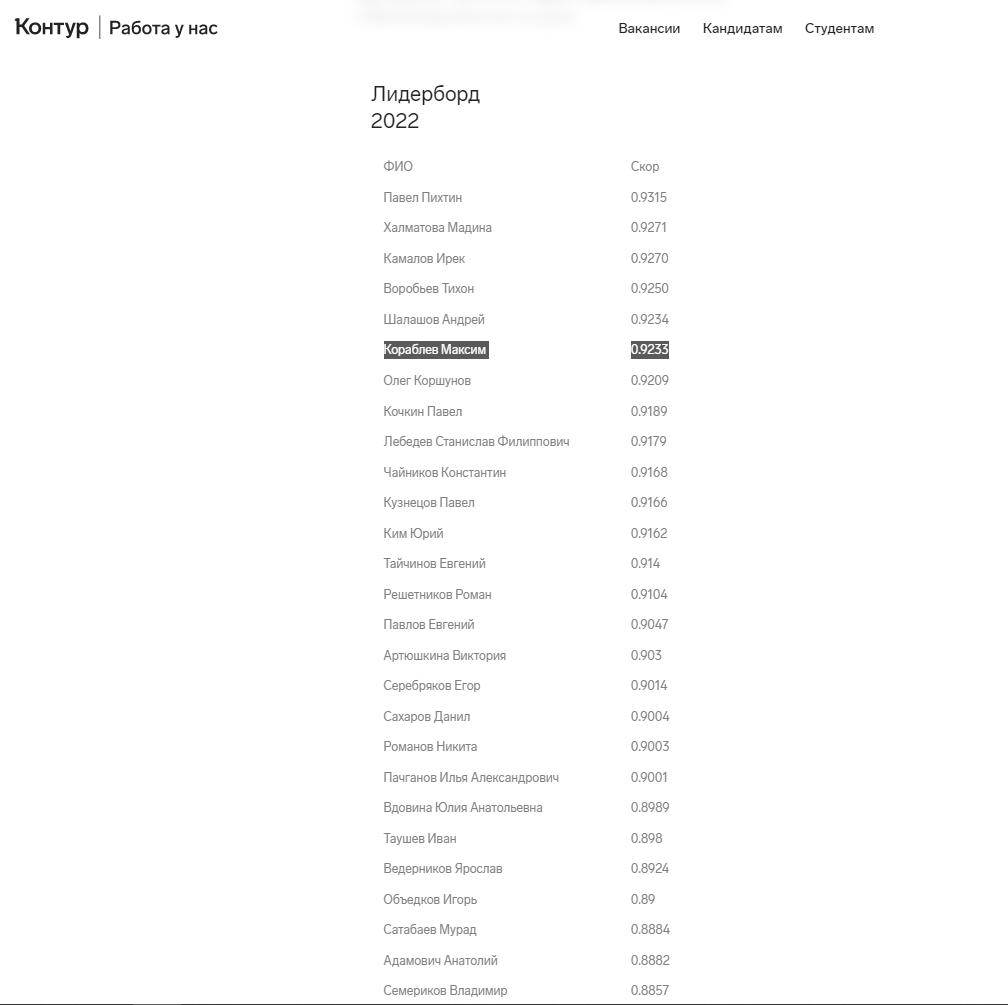 Контур | Работа у нас Вакансии Кандидатам Студентам
Лидерборд
2022
ФИО Скор
Павел Пихтин 0.9315
Халматова Мадина 0.9271
Камалов Ирек 0.9270
Воробьев Тихон 0.9250
Шалашов Андрей 0.9234
Кораблев Максим 0.9233
Олег Коршунов 0.9209
Кочкин Павел 0.9189
Лебедев Станислав Филиппович 0.9179
Чайников Константин 0.9168
Кузнецов Павел 0.9166
Ким Юрий 0.9162
Тайчинов Евгений 0.914
Решетников Роман 0.9104
Павлов Евгений 0.9047
Артюшкина Виктория 0.903
Серебряков Егор 0.9014
Сахаров Данил 0.9004
Романов Никита 0.9003
Пачганов Илья Александрович 0.9001
Вдовина Юлия Анатольевна 0.8989
Таушев Иван 0.898
Ведерников Ярослав 0.8924
Объедков Игорь 0.89
Сатабаев Мурад 0.8884
Адамович Анатолий 0.8882
Семериков Владимир 0.8857